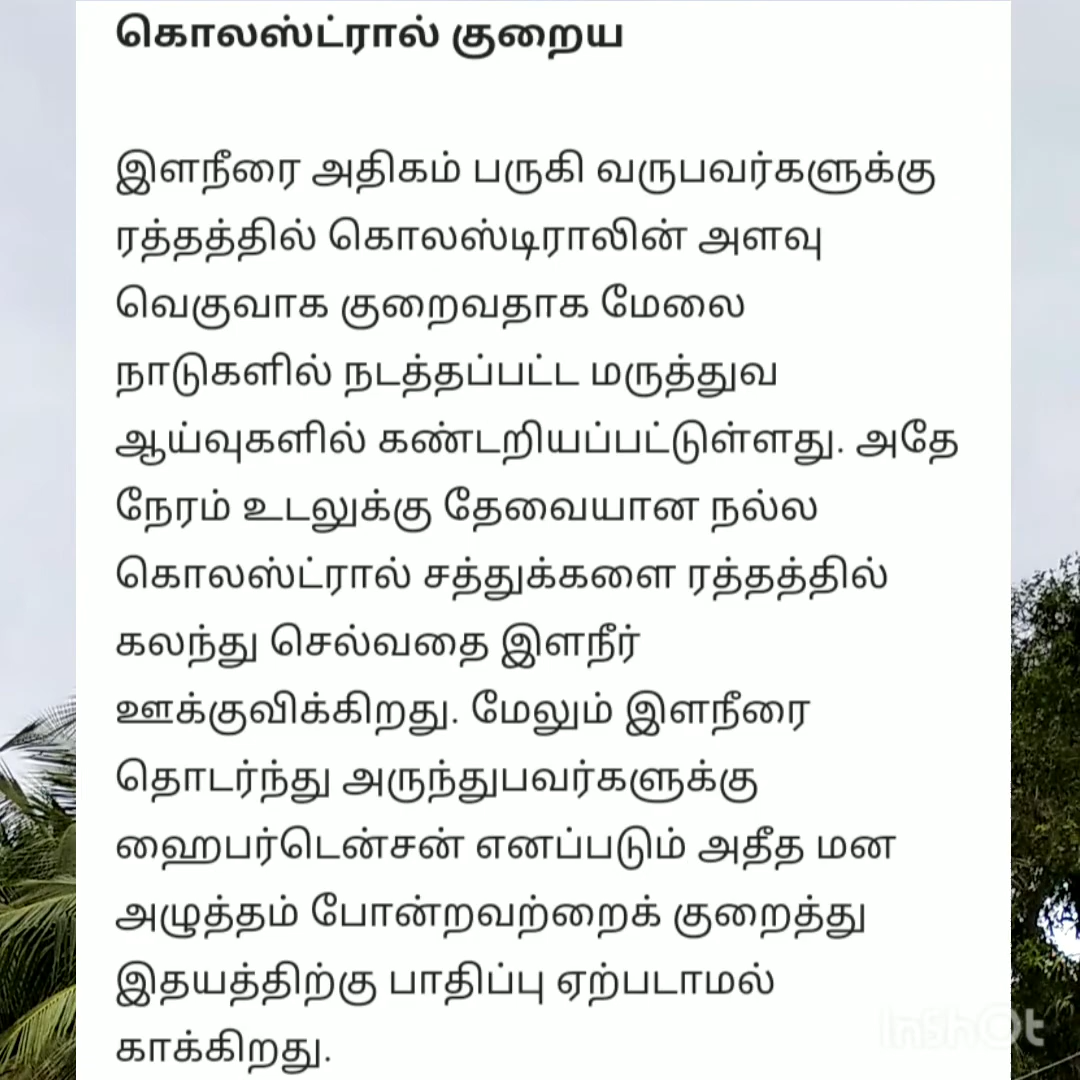 கொலஸ்ட்ரால் குறைய
இளநீரை அதிகம் பருகி வருபவர்களுக்கு
ரத்தத்தில் கொலஸ்டிராலின் அளவு
வெகுவாக குறைவதாக மேலை
நாடுகளில் நடத்தப்பட்ட மருத்துவ
ஆய்வுகளில் கண்டறியப்பட்டுள்ளது. அதே
நேரம் உடலுக்கு தேவையான நல்ல
கொலஸ்ட்ரால் சத்துக்களை ரத்தத்தில்
கலந்து செல்வதை இளநீர்
ஊக்குவிக்கிறது. மேலும் இளநீரை
தொடர்ந்து அருந்துபவர்களுக்கு
ஹைபர்டென்சன் எனப்படும் அதீத மன
அழுத்தம் போன்றவற்றைக் குறைத்து
இதயத்திற்கு பாதிப்பு ஏற்படாமல்
காக்கிறது.
InShOt